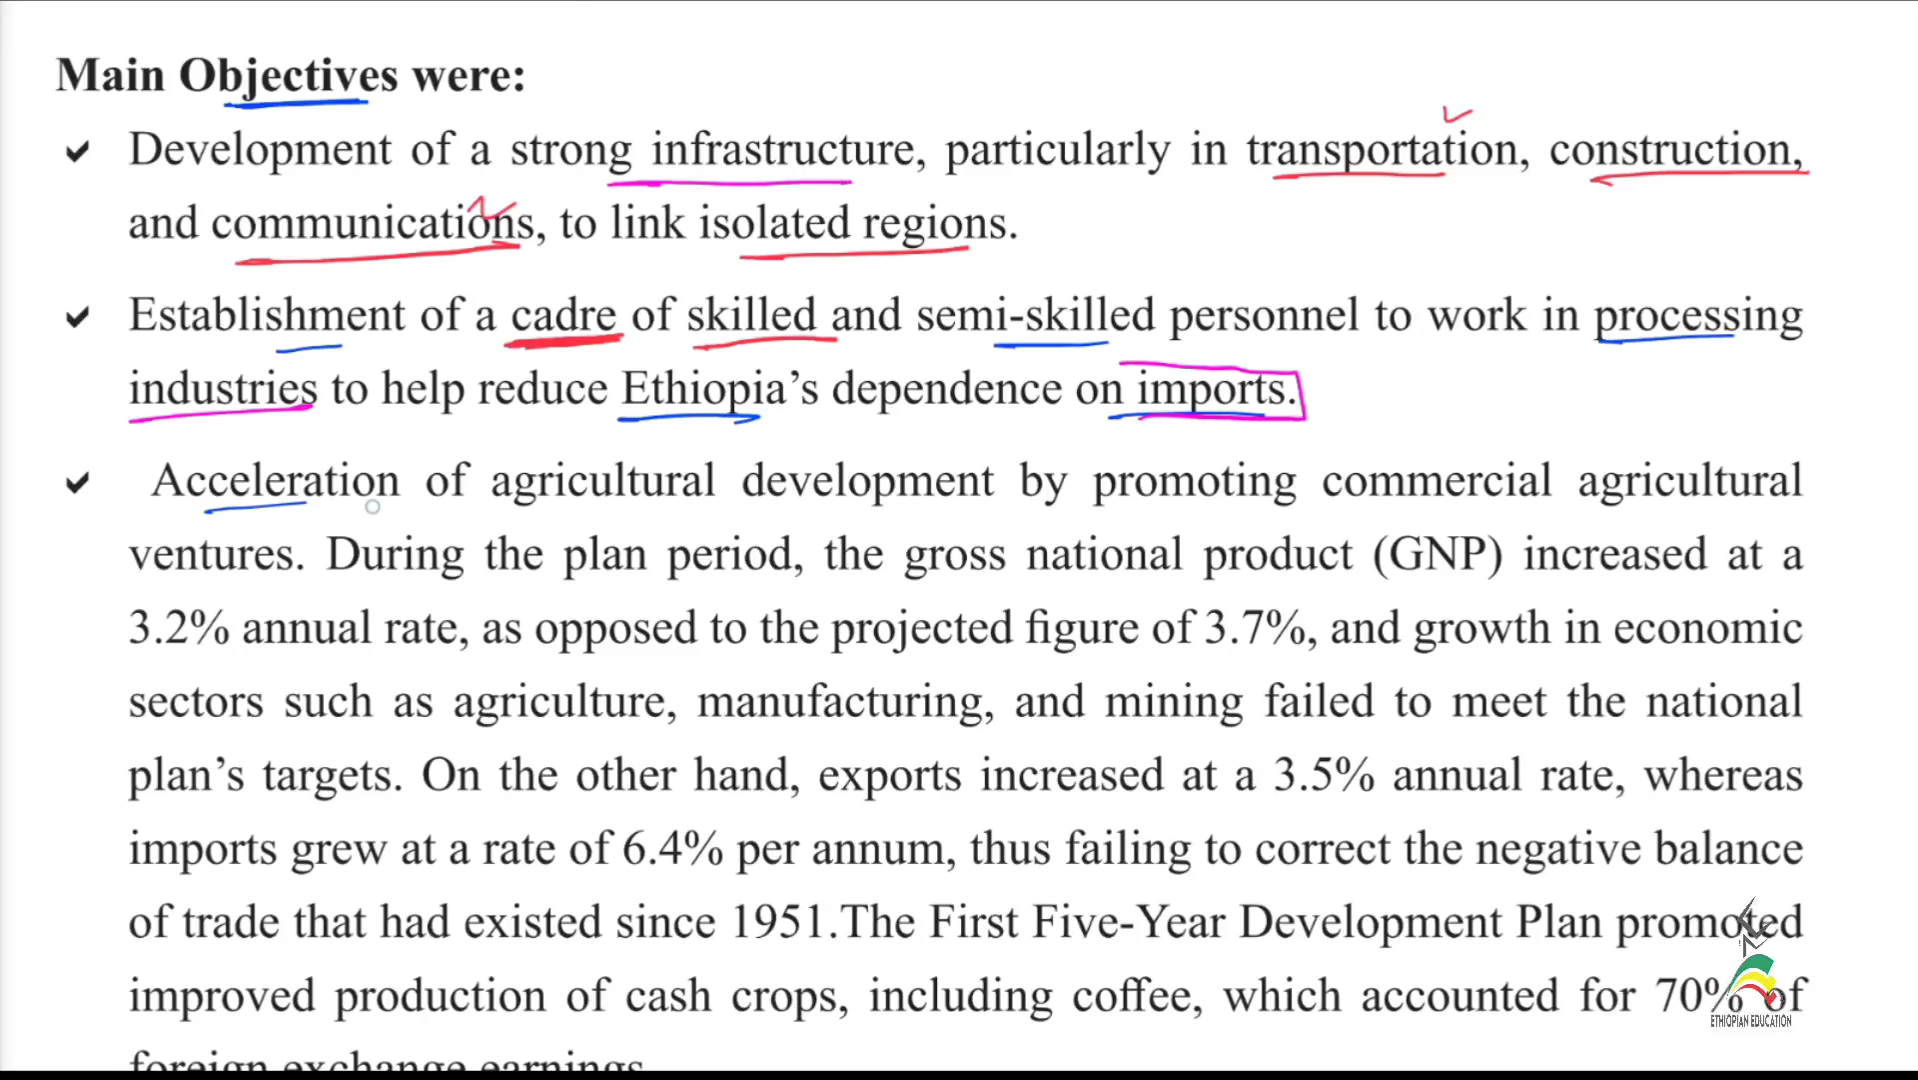 Main Objectives were:
Development of a strong infrastructure, particularly in transportation, construction,
and communications, to link isolated regions.
Establishment of a cadre of skilled and semi-skilled personnel to work in processing
industries to help reduce Ethiopia’s dependence on imports.
Acceleration of agricultural development by promoting commercial agricultural
ventures. During the plan period, the gross national product (GNP) increased at a
3.2% annual rate, as opposed to the projected figure of 3.7%, and growth in economic
sectors such as agriculture, manufacturing, and mining failed to meet the national
plan’s targets. On the other hand, exports increased at a 3.5% annual rate, whereas
imports grew at a rate of 6.4% per annum, thus failing to correct the negative balance
of trade that had existed since 1951.The First Five-Year Development Plan promoted
improved production of cash crops, including coffee, which accounted for 70% of
foreign exchange earnings.
ETHIOPIAN EDUCATION